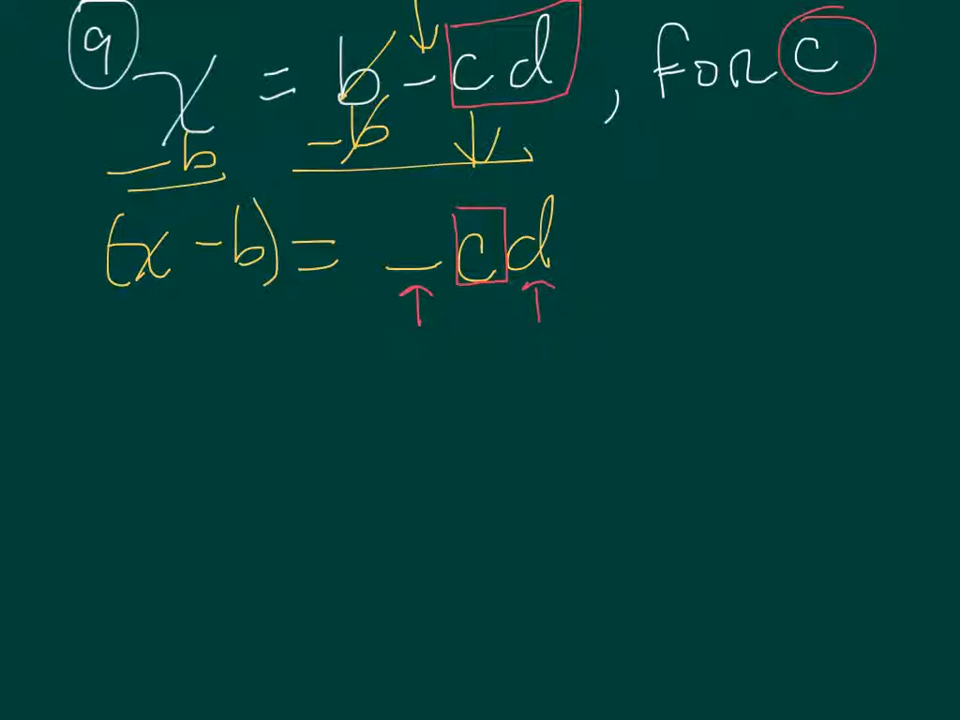 9 x = b - cd , for c
- b - b
(x - b) = - cd